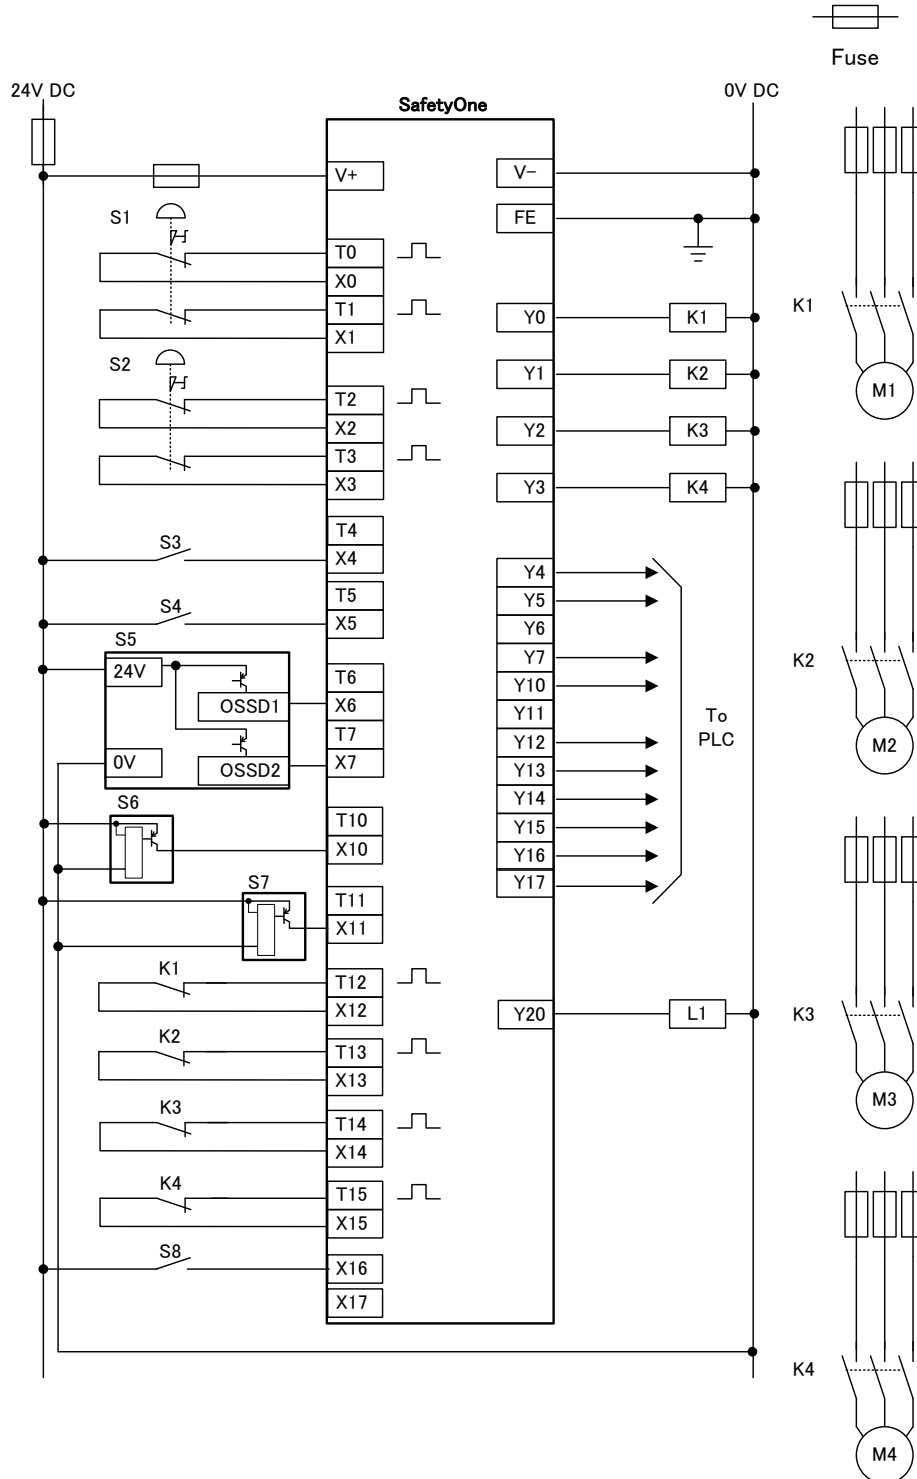 Fuse
24V DC
0V DC
SafetyOne
V+
V-
S1
FE
T0
X0
T1
X1
Y0
K1
K1
M1
S2
Y1
K2
T2
X2
Y2
K3
T3
X3
Y3
K4
T4
S3
X4
Y4
T5
Y5
S4
X5
Y6
S5
24V
T6
Y7
K2
OSSD1
X6
Y10
T7
Y11
To
PLC
M2
0V
OSSD2
X7
Y12
Y13
S6
T10
Y14
X10
Y15
Y16
S7
T11
Y17
X11
K1
T12
X12
Y20
L1
K3
K2
T13
X13
M3
K3
T14
X14
K4
T15
X15
S8
X16
X17
K4
M4